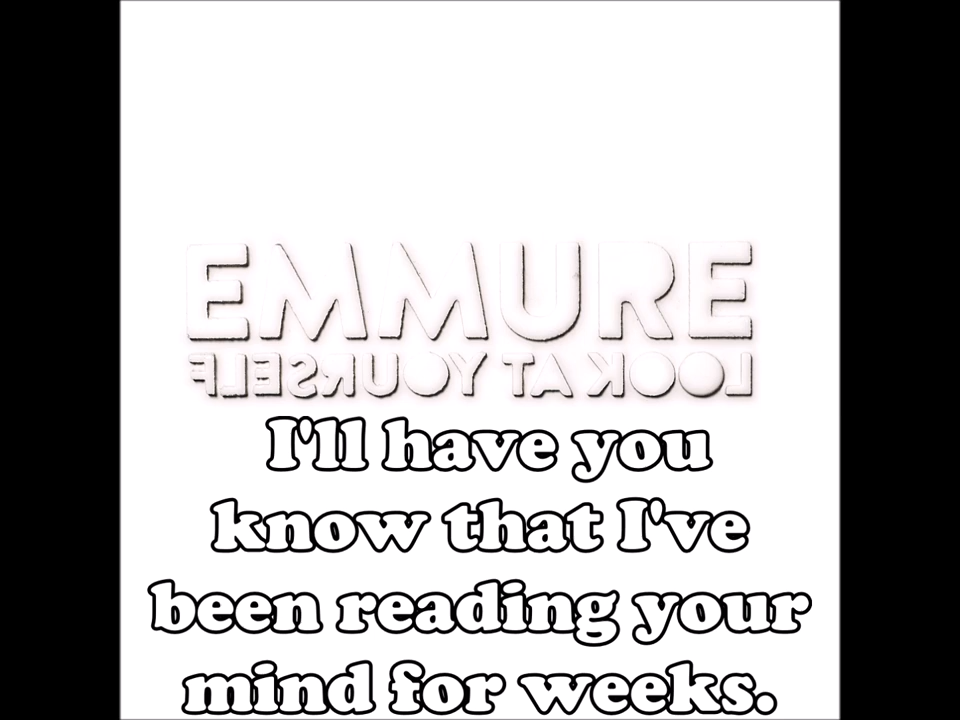 EMMURE
LOOK AT YOURSELF
I'll have you
know that I've
been reading your
mind for weeks.